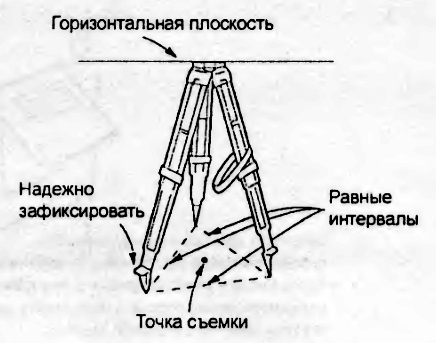 Горизонтальная плоскость
Надежно
зафиксировать
Равные
интервалы
Точка съемки